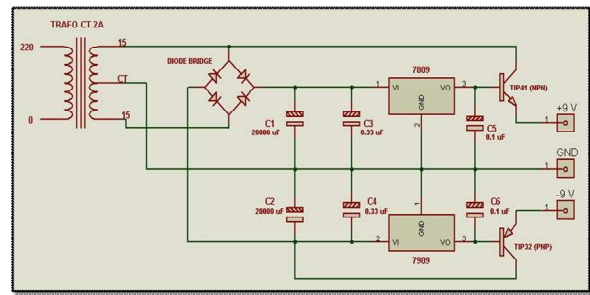 TRAFO CT 2A
220
0
15
CT
15
DIODE BRIDGE
C1
20000 uF
C3
0.33 uF
1
VI
7809
VO
3
GND
2
C5
0.1 uF
TIP41 (NPN)
+9 V
1
GND
1
-9 V
1
C2
20000 uF
C4
0.33 uF
2
VI
1
GND
VO
3
7909
C6
0.1 uF
TIP32 (PNP)